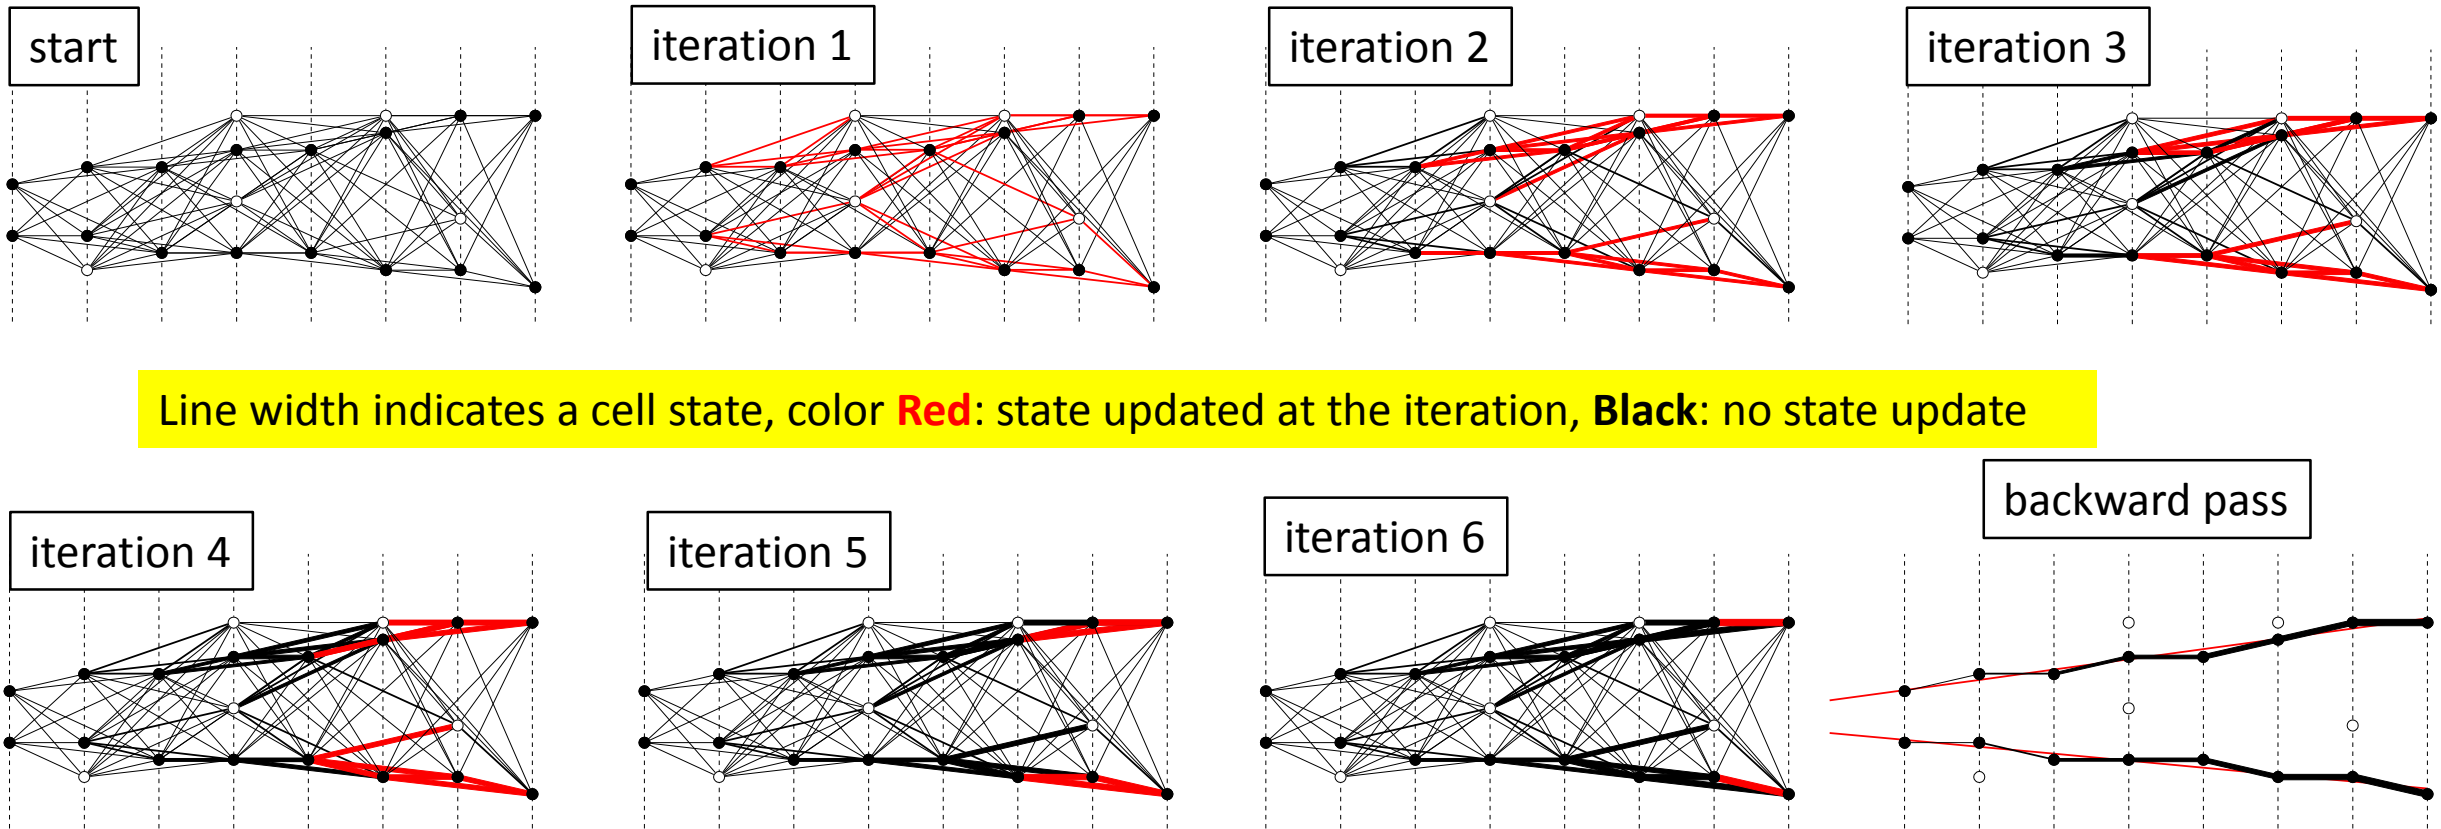 start
iteration 1
iteration 2
iteration 3
Line width indicates a cell state, color Red: state updated at the iteration, Black: no state update
iteration 4
iteration 5
iteration 6
backward pass